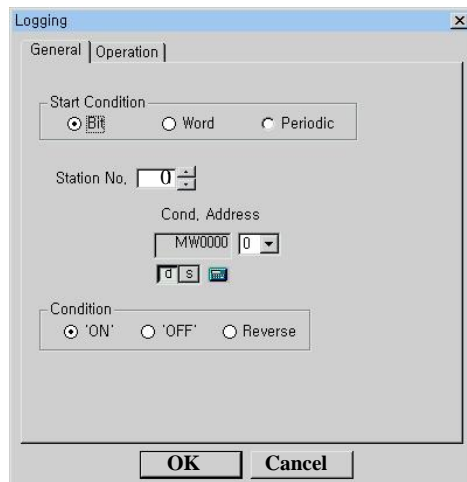 Logging
General Operation
Start Condition
Bit Word Periodic
Station No, 0
Cond, Address
MW0000 0
d s
Condition
'ON' 'OFF' Reverse
OK Cancel